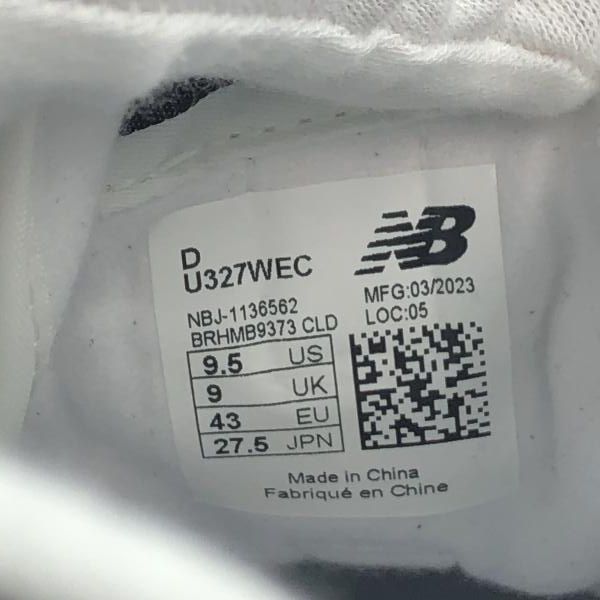 D
U327WEC
NB
NBJ-1136562
BRHMB9373 CLD
MFG:03/2023
LOC:05
9.5 US
9 UK
43 EU
27.5 JPN
Made in China
Fabriqué en Chine